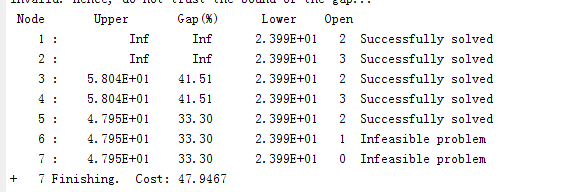 invalid. Hence, do not trust the bound or the gap...
Node Upper Gap(%) Lower Open
1 : Inf Inf 2.399E+01 2 Successfully solved
2 : Inf Inf 2.399E+01 3 Successfully solved
3 : 5.804E+01 41.51 2.399E+01 2 Successfully solved
4 : 5.804E+01 41.51 2.399E+01 3 Successfully solved
5 : 4.795E+01 33.30 2.399E+01 2 Successfully solved
6 : 4.795E+01 33.30 2.399E+01 1 Infeasible problem
7 : 4.795E+01 33.30 2.399E+01 0 Infeasible problem
+ 7 Finishing. Cost: 47.9467